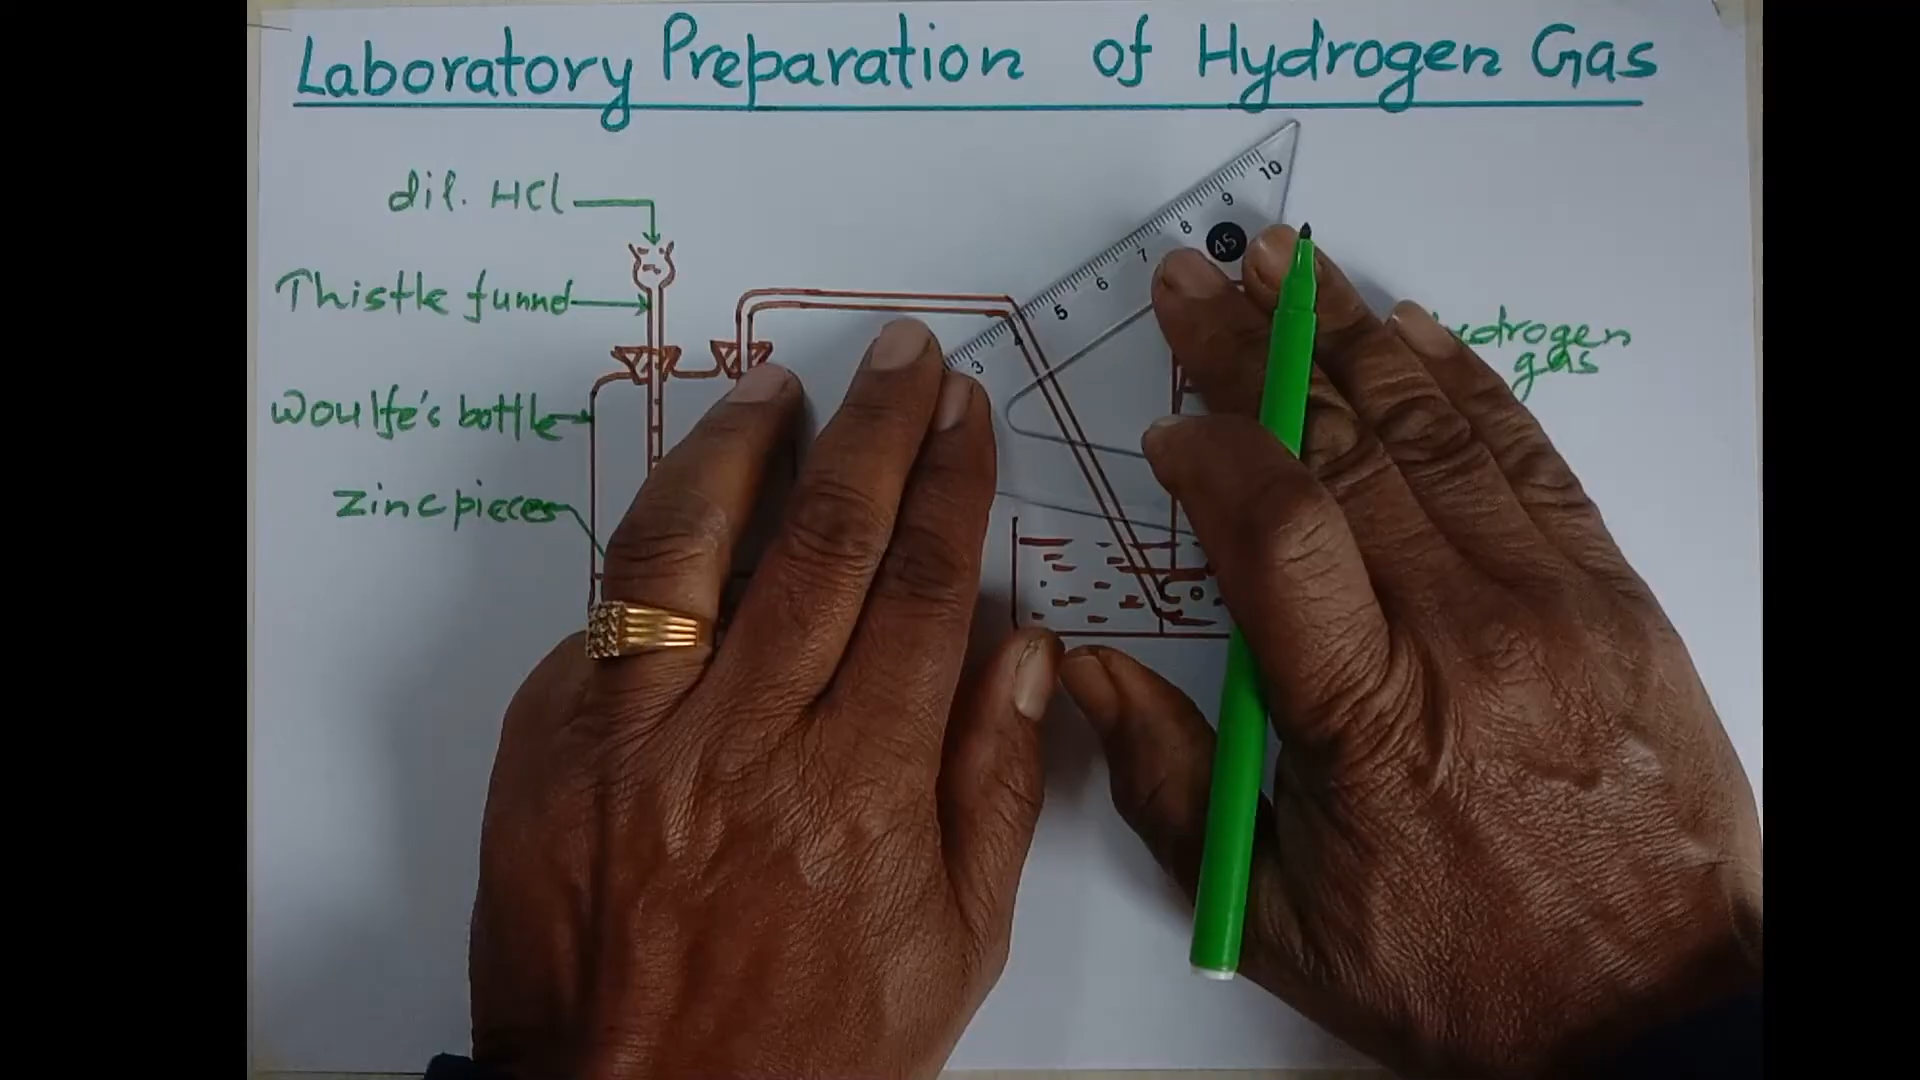 Laboratory Preparation of Hydrogen Gas
dil. HCl
Thistle funnel
Woulfe's bottle
Zinc pieces
gas
3 4 5 6 7 8 9 10
45